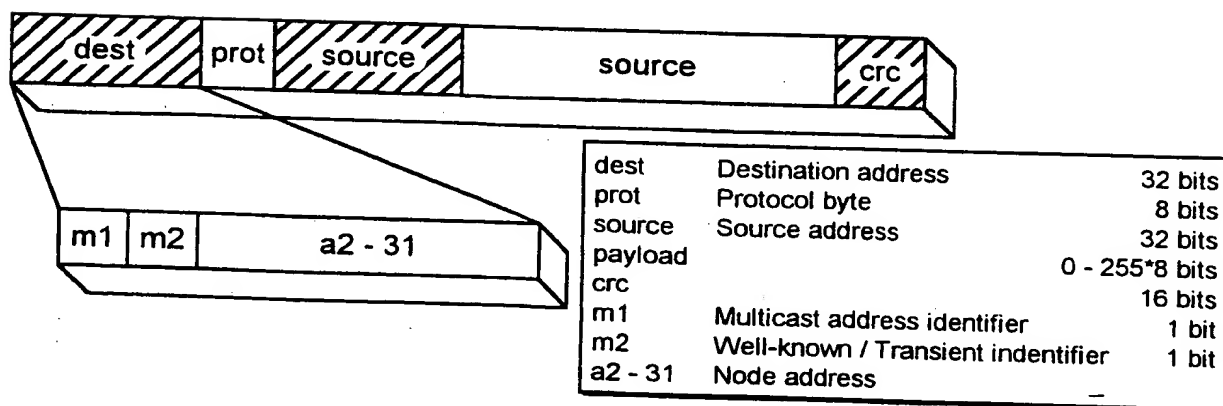 dest prot source source crc
m1 m2 a2 - 31
dest Destination address 32 bits
prot Protocol byte 8 bits
source Source address 32 bits
payload 0 - 255*8 bits
crc 16 bits
m1 Multicast address identifier 1 bit
m2 Well-known / Transient indentifier 1 bit
a2 - 31 Node address